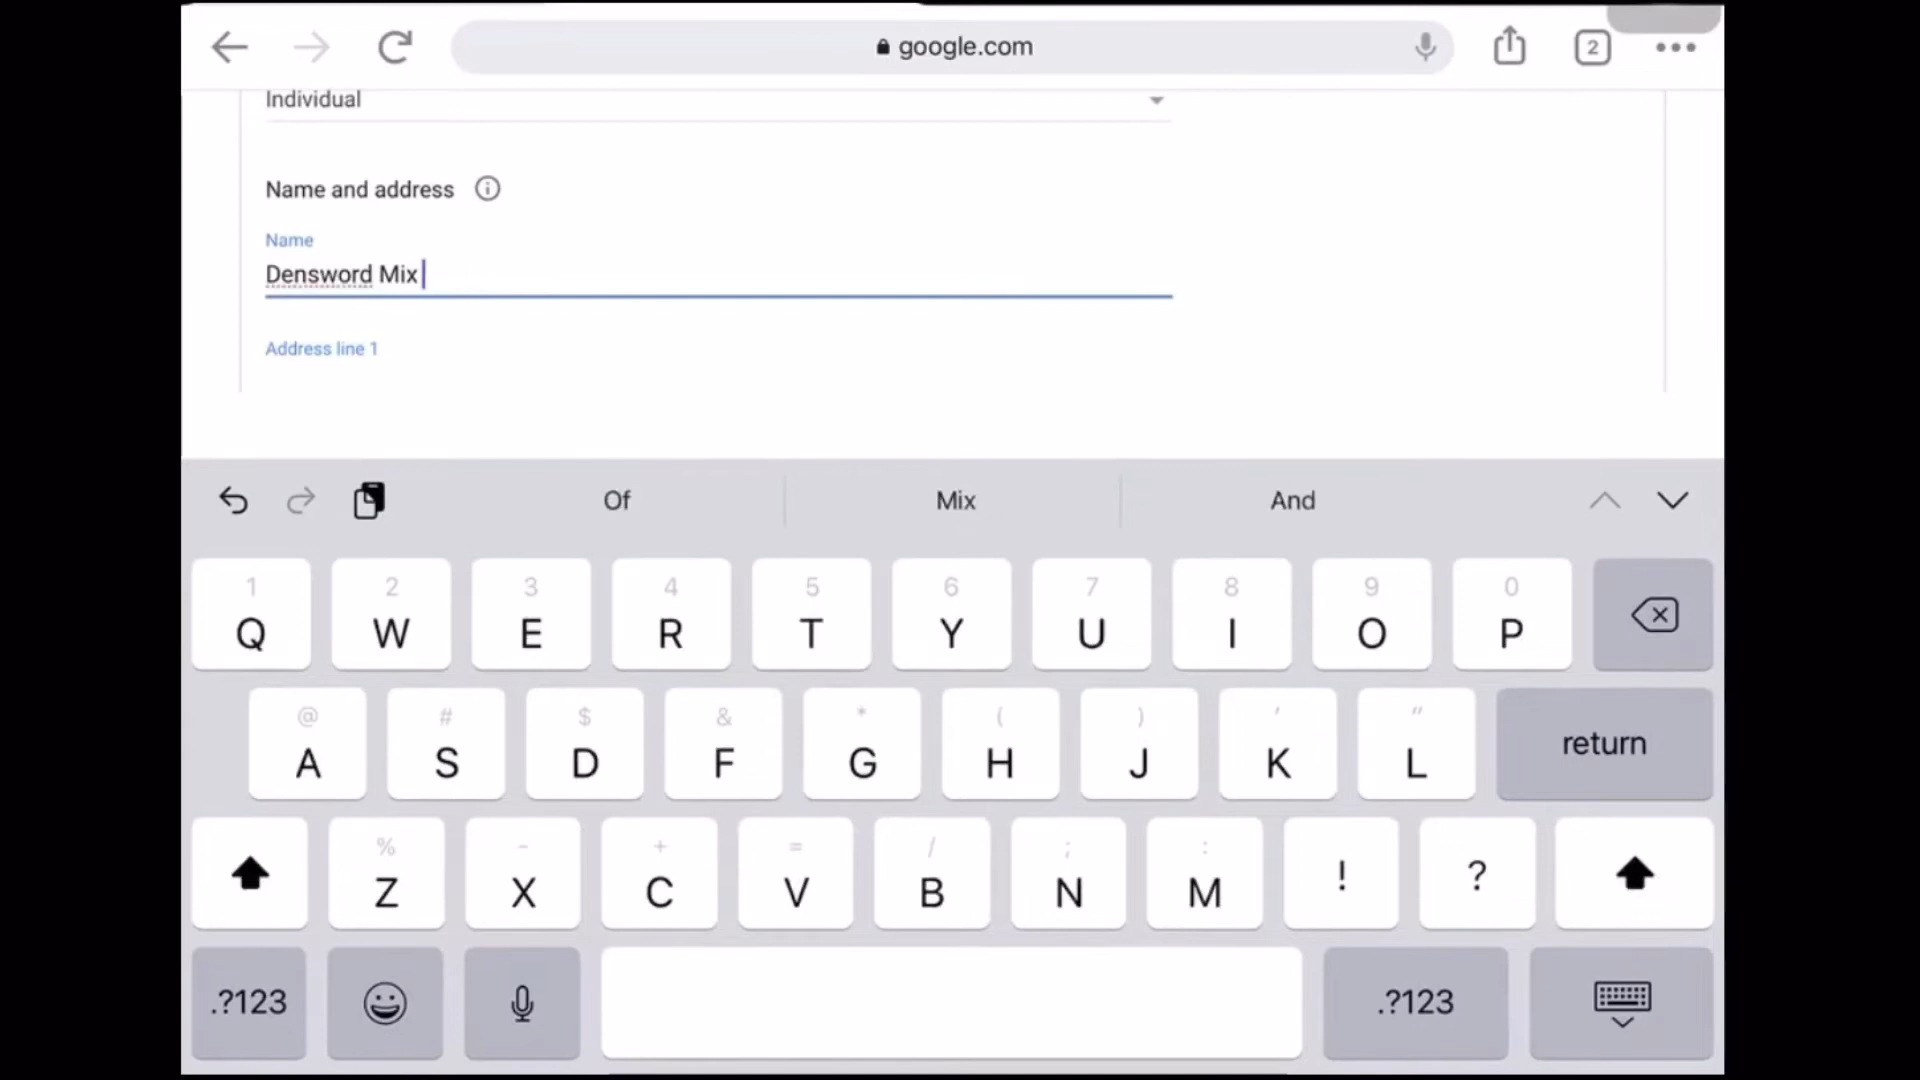 google.com
2
Individual
Name and address
Name
Densword Mix
Address line 1
Of Mix And
1 2 3 4 5 6 7 8 9 0
Q W E R T Y U I O P
@ # $ & * ( ) ' "
A S D F G H J K L return
% - + = / ; :
Z X C V B N M ! ?
.?123 .?123